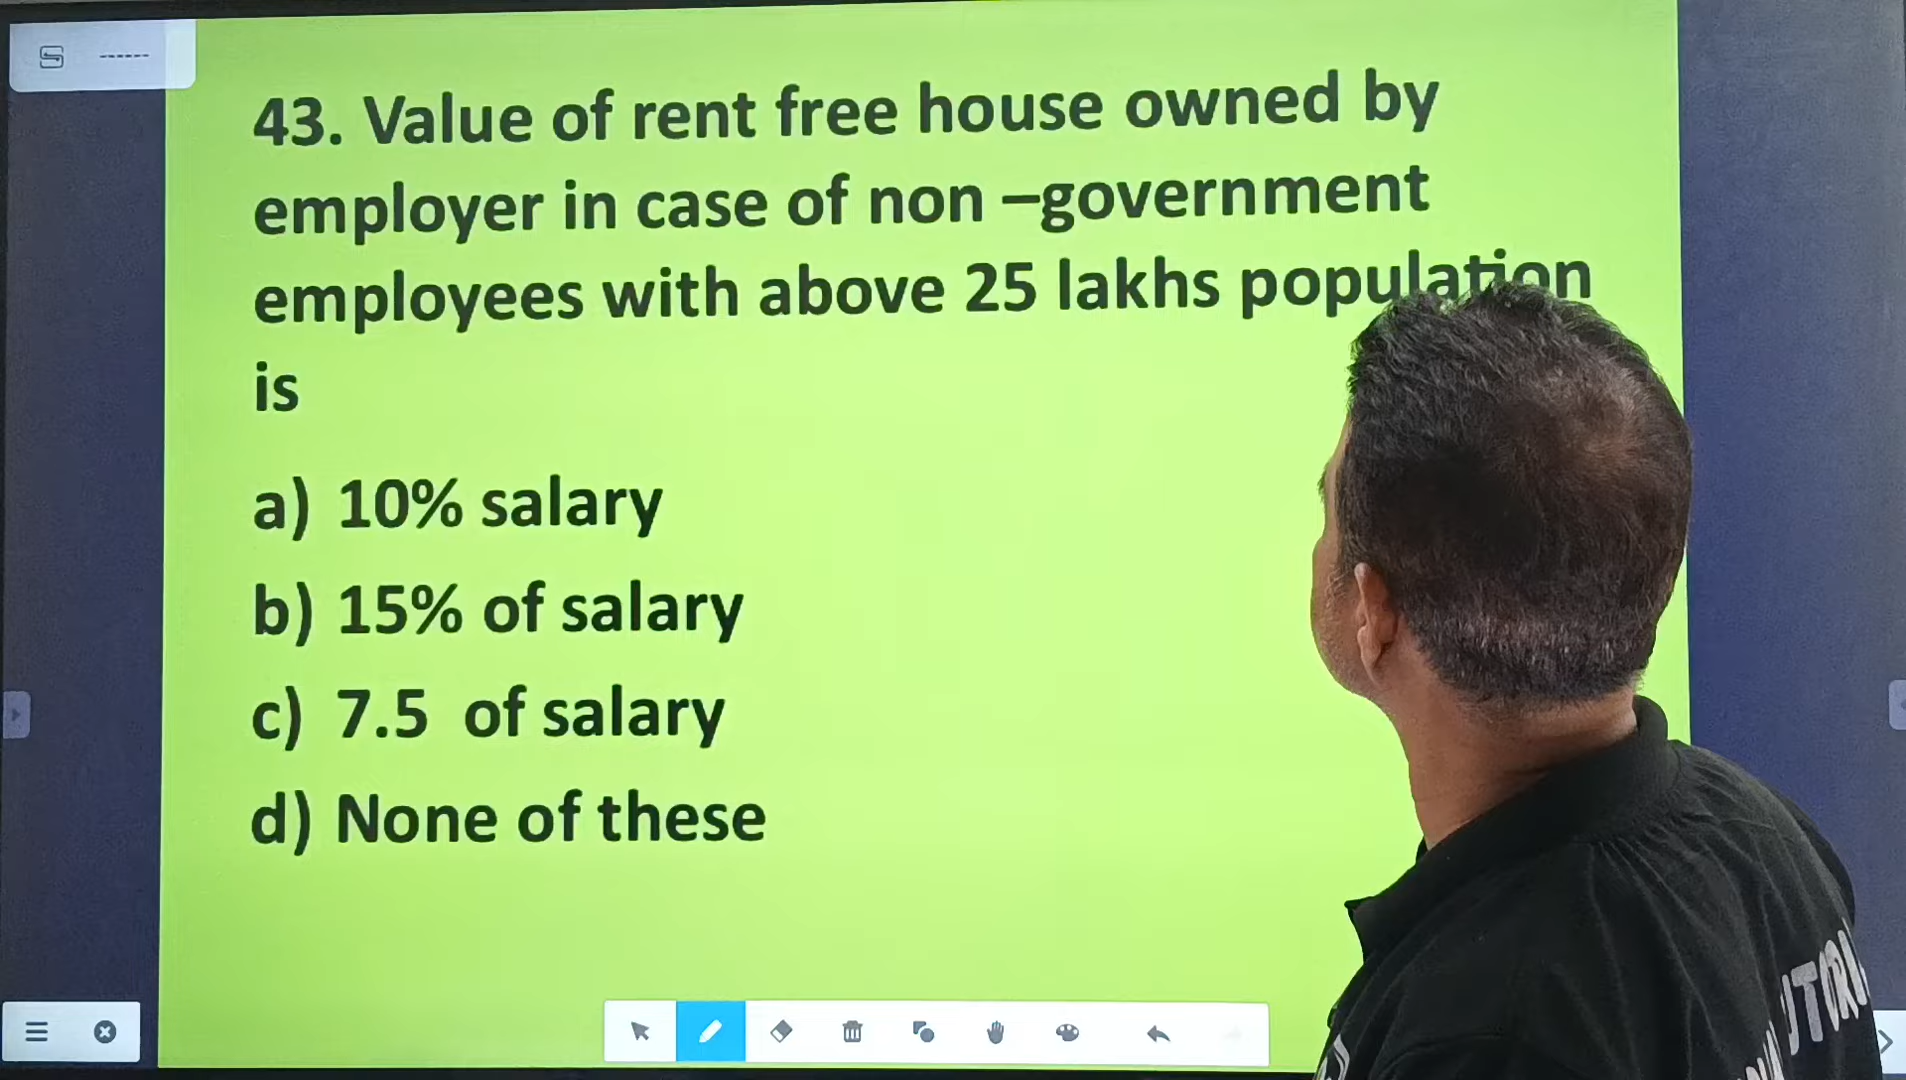 43. Value of rent free house owned by
employer in case of non –government
employees with above 25 lakhs population
is
a) 10% salary
b) 15% of salary
c) 7.5 of salary
d) None of these